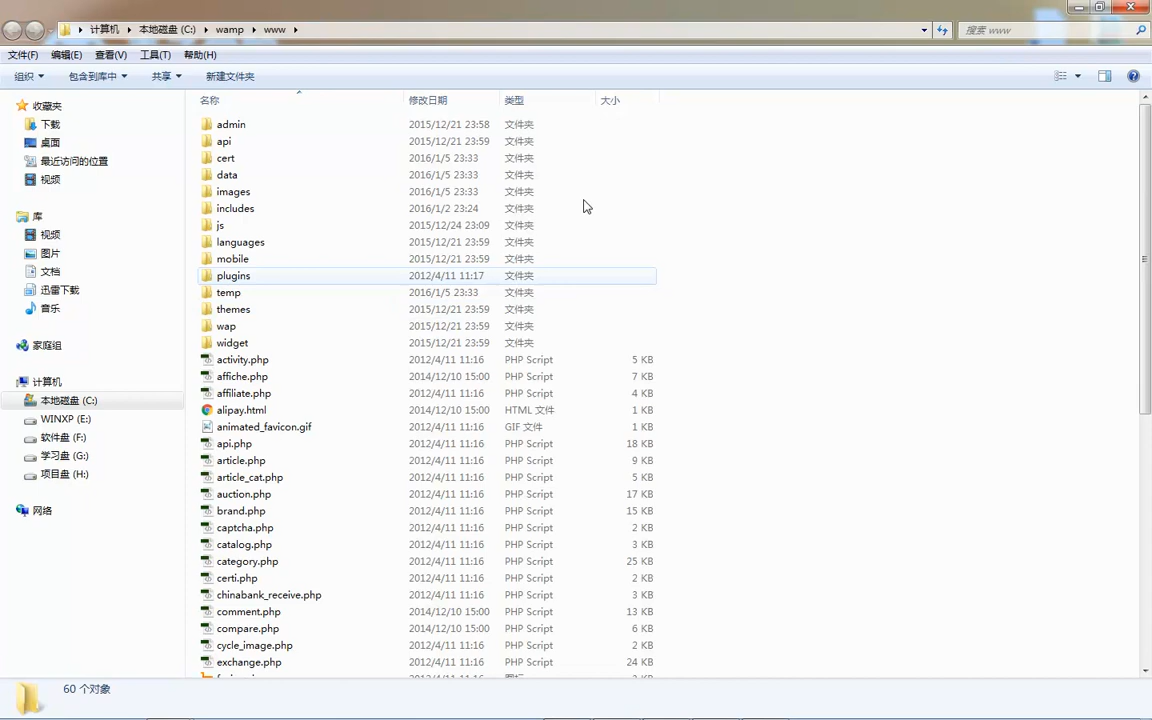 计算机 ▸ 本地磁盘 (C:) ▸ wamp ▸ www ▸
搜索 www
文件(F) 编辑(E) 查看(V) 工具(T) 帮助(H)
组织 包含到库中 共享 新建文件夹
收藏夹
下载
桌面
最近访问的位置
视频
库
视频
图片
文档
迅雷下载
音乐
家庭组
计算机
本地磁盘 (C:)
WINXP (E:)
软件盘 (F:)
学习盘 (G:)
项目盘 (H:)
网络
名称 修改日期 类型 大小
admin 2015/12/21 23:58 文件夹
api 2015/12/21 23:59 文件夹
cert 2016/1/5 23:33 文件夹
data 2016/1/5 23:33 文件夹
images 2016/1/5 23:33 文件夹
includes 2016/1/2 23:24 文件夹
js 2015/12/24 23:09 文件夹
languages 2015/12/21 23:59 文件夹
mobile 2015/12/21 23:59 文件夹
plugins 2012/4/11 11:17 文件夹
temp 2016/1/5 23:33 文件夹
themes 2015/12/21 23:59 文件夹
wap 2015/12/21 23:59 文件夹
widget 2015/12/21 23:59 文件夹
activity.php 2012/4/11 11:16 PHP Script 5 KB
affiche.php 2014/12/10 15:00 PHP Script 7 KB
affiliate.php 2012/4/11 11:16 PHP Script 4 KB
alipay.html 2014/12/10 15:00 HTML 文件 1 KB
animated_favicon.gif 2012/4/11 11:16 GIF 文件 1 KB
api.php 2012/4/11 11:16 PHP Script 18 KB
article.php 2012/4/11 11:16 PHP Script 9 KB
article_cat.php 2012/4/11 11:16 PHP Script 5 KB
auction.php 2012/4/11 11:16 PHP Script 17 KB
brand.php 2012/4/11 11:16 PHP Script 15 KB
captcha.php 2012/4/11 11:16 PHP Script 2 KB
catalog.php 2012/4/11 11:16 PHP Script 3 KB
category.php 2012/4/11 11:16 PHP Script 25 KB
certi.php 2012/4/11 11:16 PHP Script 2 KB
chinabank_receive.php 2012/4/11 11:16 PHP Script 3 KB
comment.php 2014/12/10 15:00 PHP Script 13 KB
compare.php 2014/12/10 15:00 PHP Script 6 KB
cycle_image.php 2012/4/11 11:16 PHP Script 2 KB
exchange.php 2012/4/11 11:16 PHP Script 24 KB
60 个对象